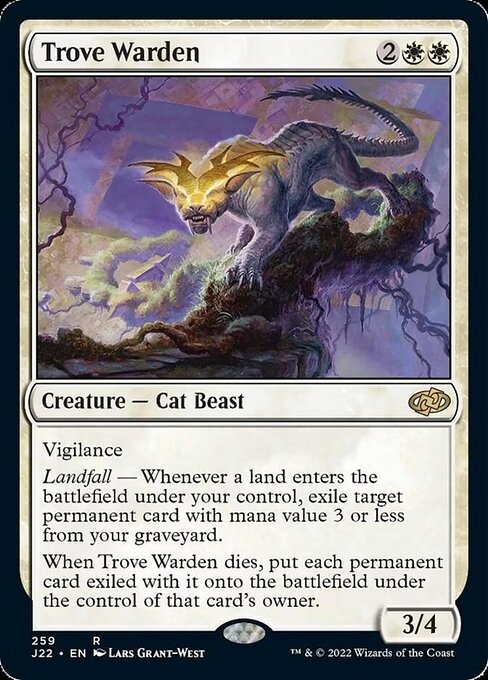 Trove Warden 2
Creature — Cat Beast
Vigilance
Landfall — Whenever a land enters the
battlefield under your control, exile target
permanent card with mana value 3 or less
from your graveyard.
When Trove Warden dies, put each permanent
card exiled with it onto the battlefield under
the control of that card's owner.
3/4
259 R
J22 • EN Lars Grant-West
™ & © 2022 Wizards of the Coast